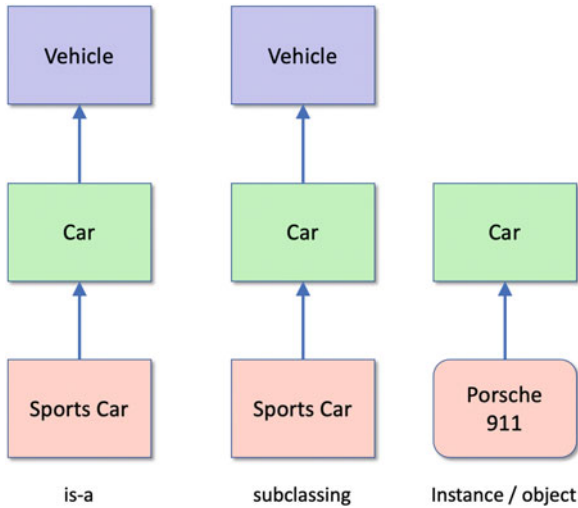 Vehicle
Vehicle
Car
Car
Car
Sports Car
Sports Car
Porsche
911
is-a
subclassing
Instance / object